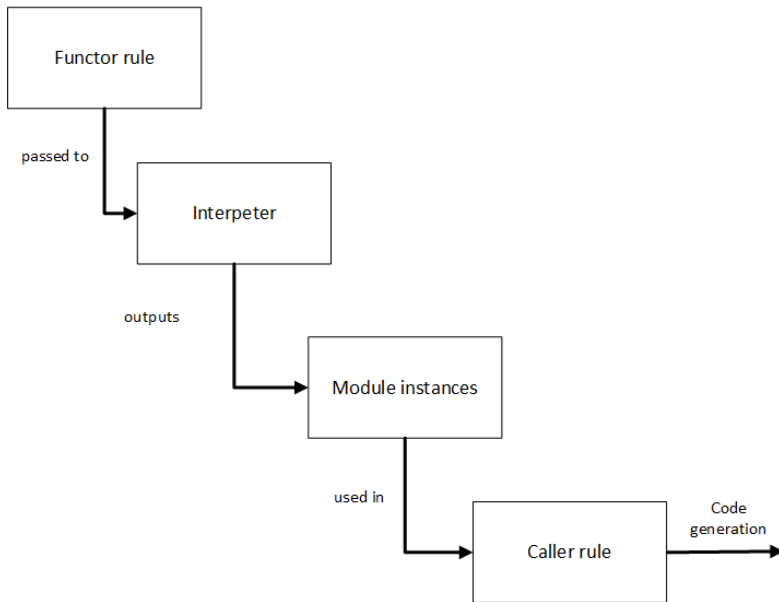 Functor rule
passed to
Interpeter
outputs
Module instances
used in
Caller rule
Code
generation